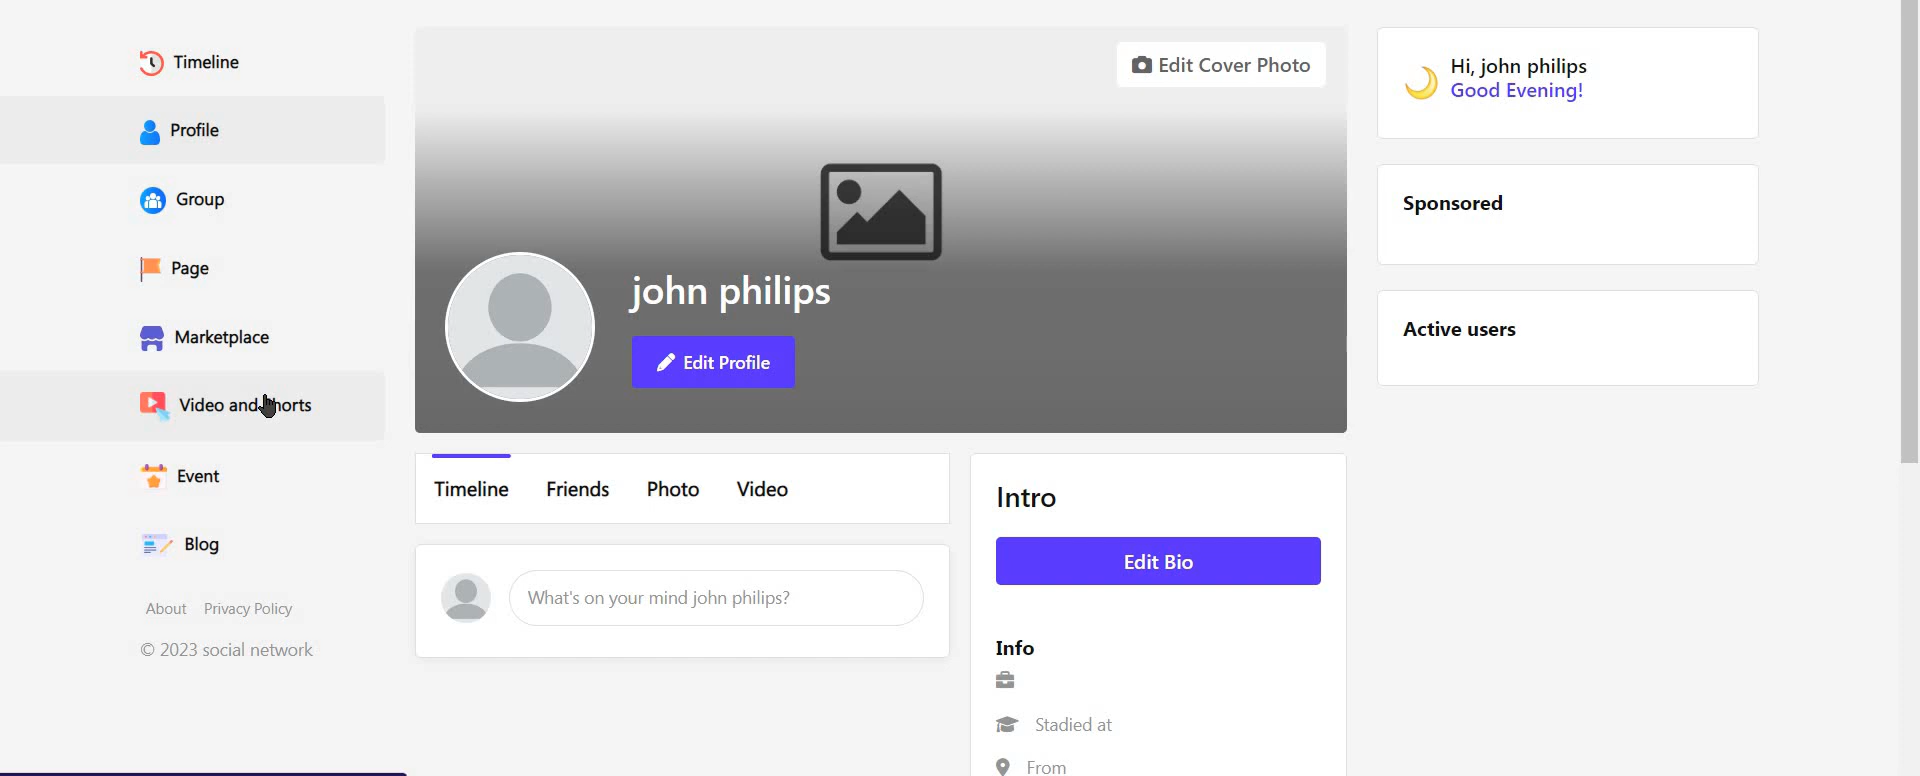 Timeline
Profile
Group
Page
Marketplace
Video and Shorts
Event
Blog
About Privacy Policy
© 2023 social network
Edit Cover Photo
john philips
Edit Profile
Timeline Friends Photo Video
What's on your mind john philips?
Intro
Edit Bio
Info
Stadied at
From
Hi, john philips
Good Evening!
Sponsored
Active users